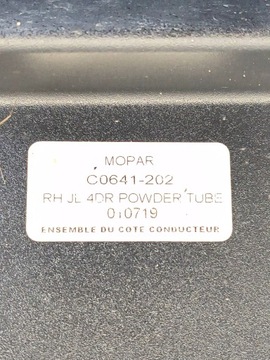 MOPAR
C0641-202
RH JL 4DR POWDER TUBE
010719
ENSEMBLE DU COTE CONDUCTEUR